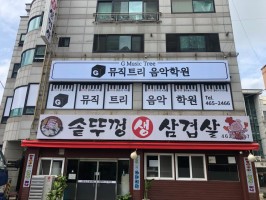 G Music Tree
뮤직트리 음악학원
뮤직 트리 음악 학원
Tel.
465-2466
솥뚜껑 생 삼겹살